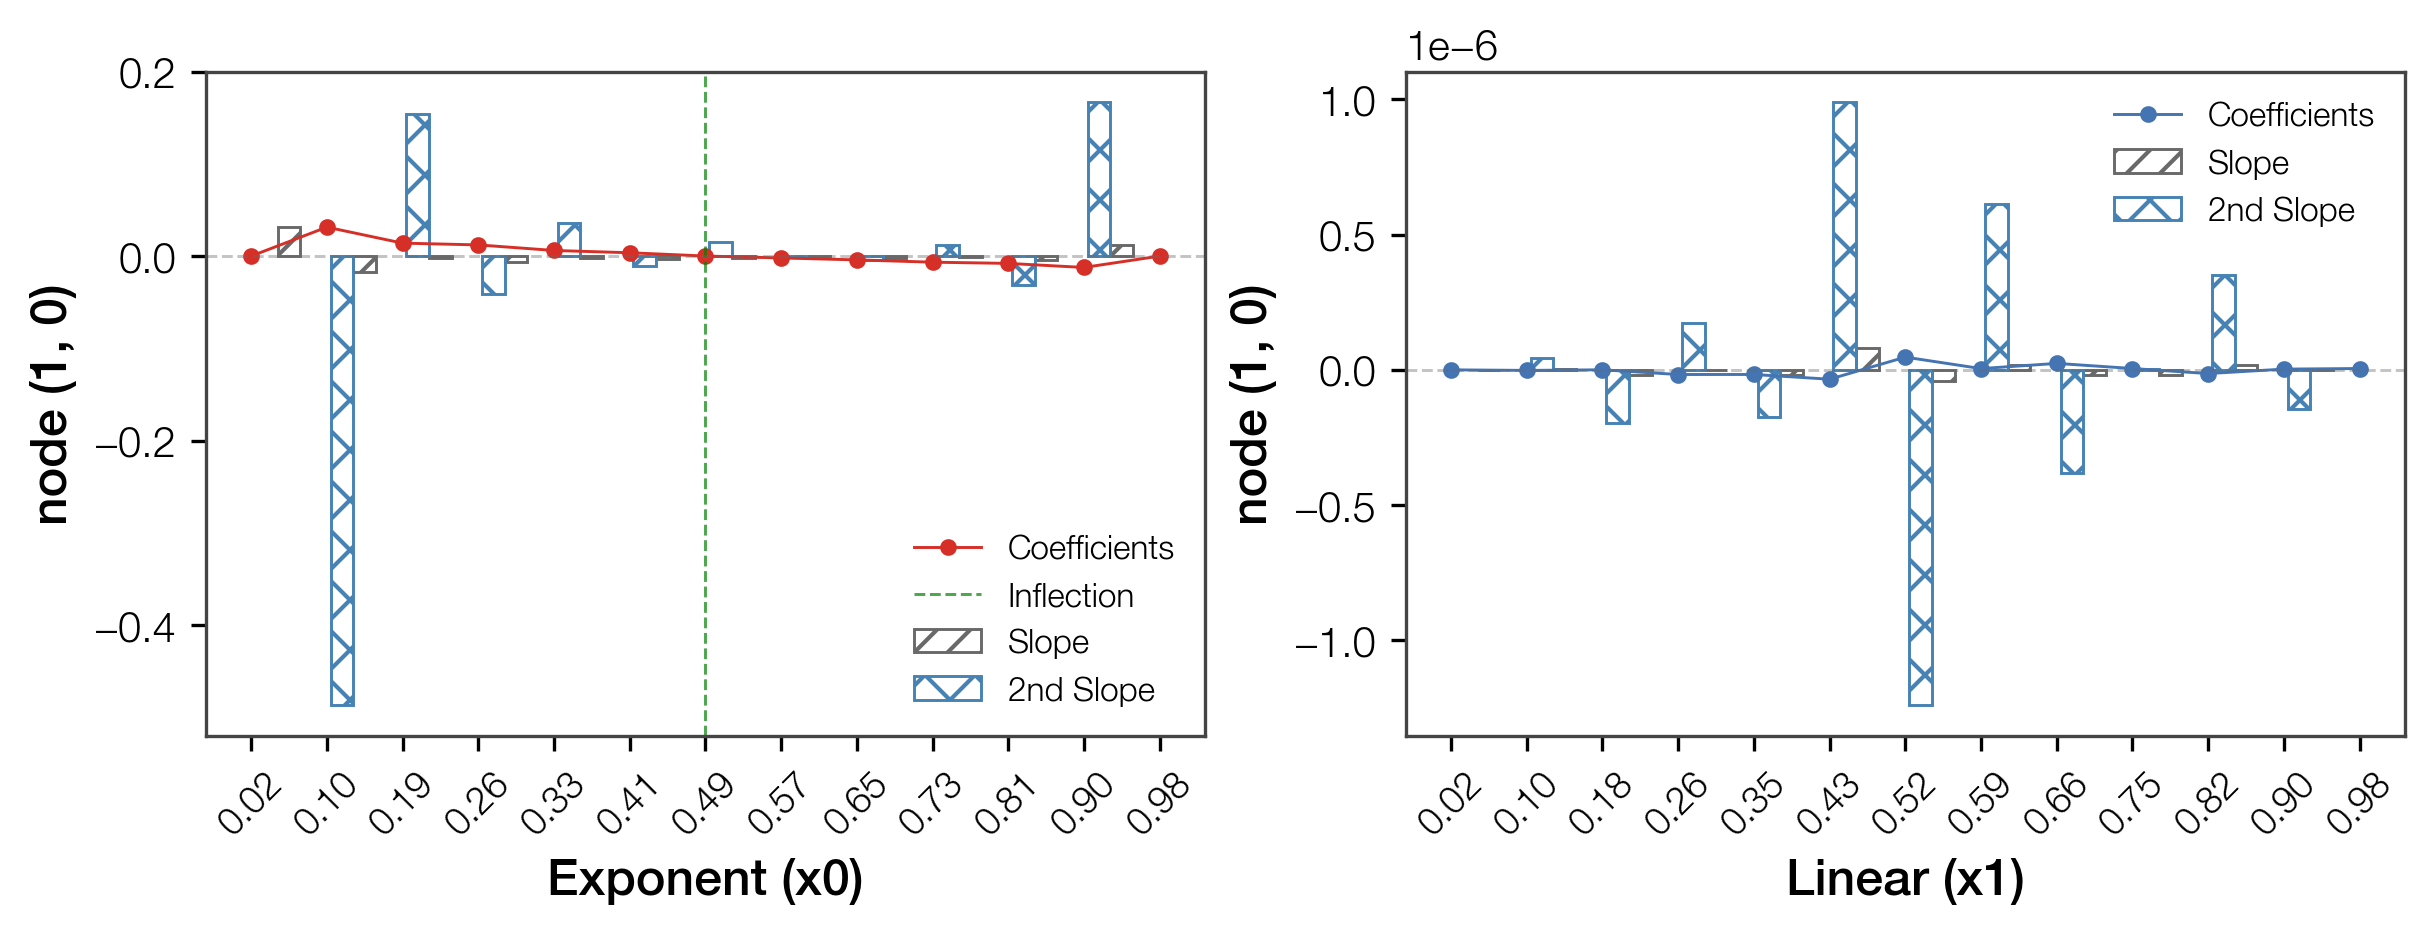 0.2
0.0
−0.2
−0.4
node (1, 0)
Coefficients
Inflection
Slope
2nd Slope
0.02 0.10 0.19 0.26 0.33 0.41 0.49 0.57 0.65 0.73 0.81 0.90 0.98
Exponent (x0)
1e−6
1.0
0.5
0.0
−0.5
−1.0
node (1, 0)
Coefficients
Slope
2nd Slope
0.02 0.10 0.18 0.26 0.35 0.43 0.52 0.59 0.66 0.75 0.82 0.90 0.98
Linear (x1)